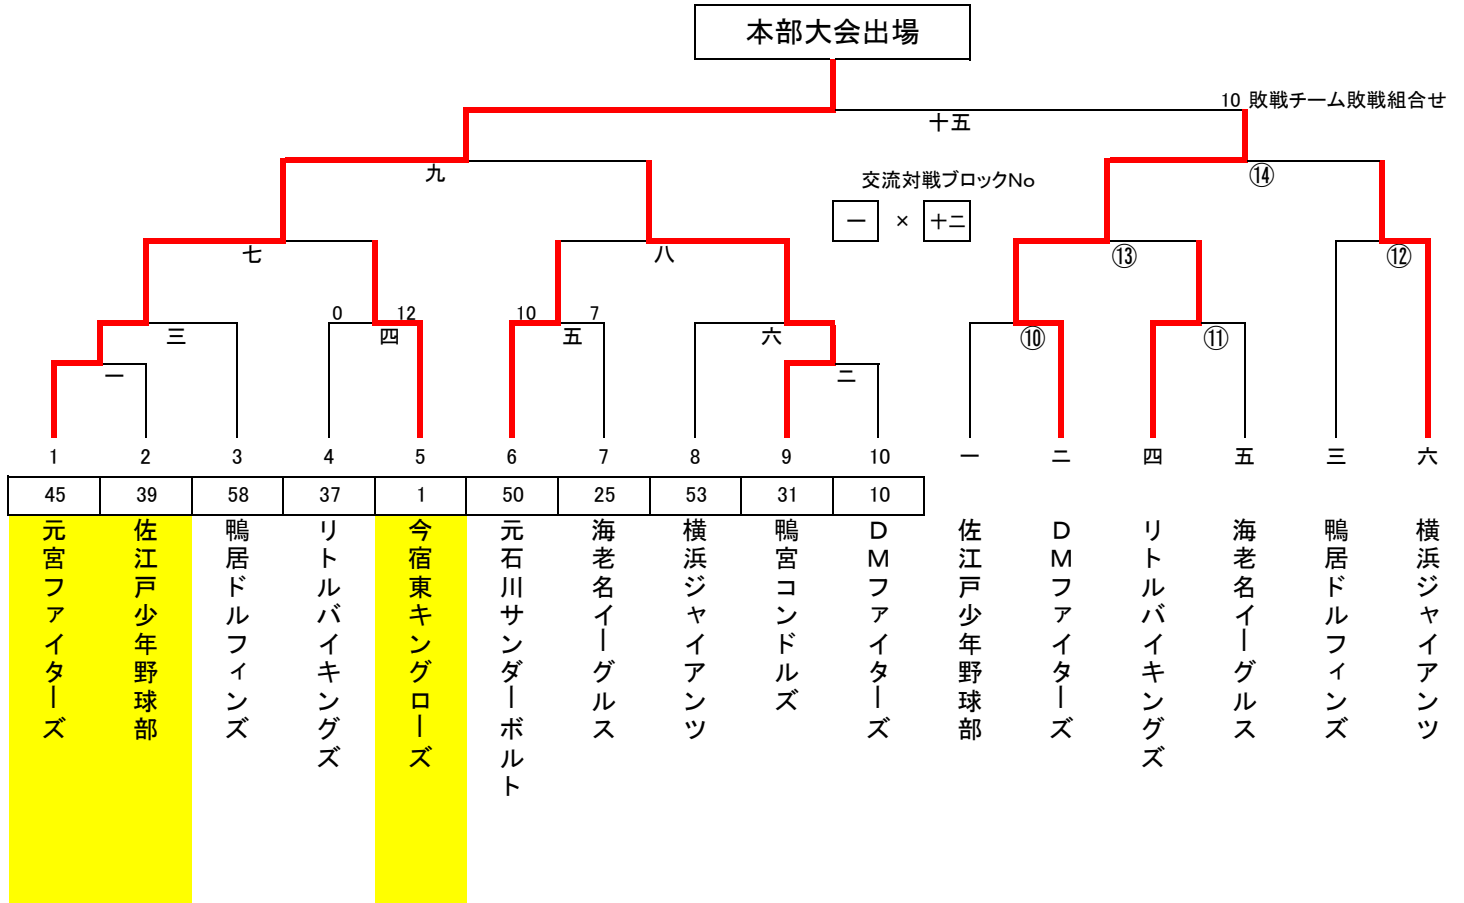 本部大会出場
10 敗戦チーム敗戦組合せ
十五
九
交流対戦ブロックNo
⑭
一 × 十二
七
八
⑬
⑫
0 12
10 7
三
四
五
六
⑩
⑪
一
二
1 2 3 4 5 6 7 8 9 10 一 二 四 五 三 六
45 39 58 37 1 50 25 53 31 10
元宮ファイターズ
佐江戸少年野球部
鴨居ドルフィンズ
リトルバイキングズ
今宿東キングローズ
元石川サンダーボルト
海老名イーグルス
横浜ジャイアンツ
鴨宮コンドルズ
DMファイターズ
佐江戸少年野球部
DMファイターズ
リトルバイキングズ
海老名イーグルス
鴨居ドルフィンズ
横浜ジャイアンツ